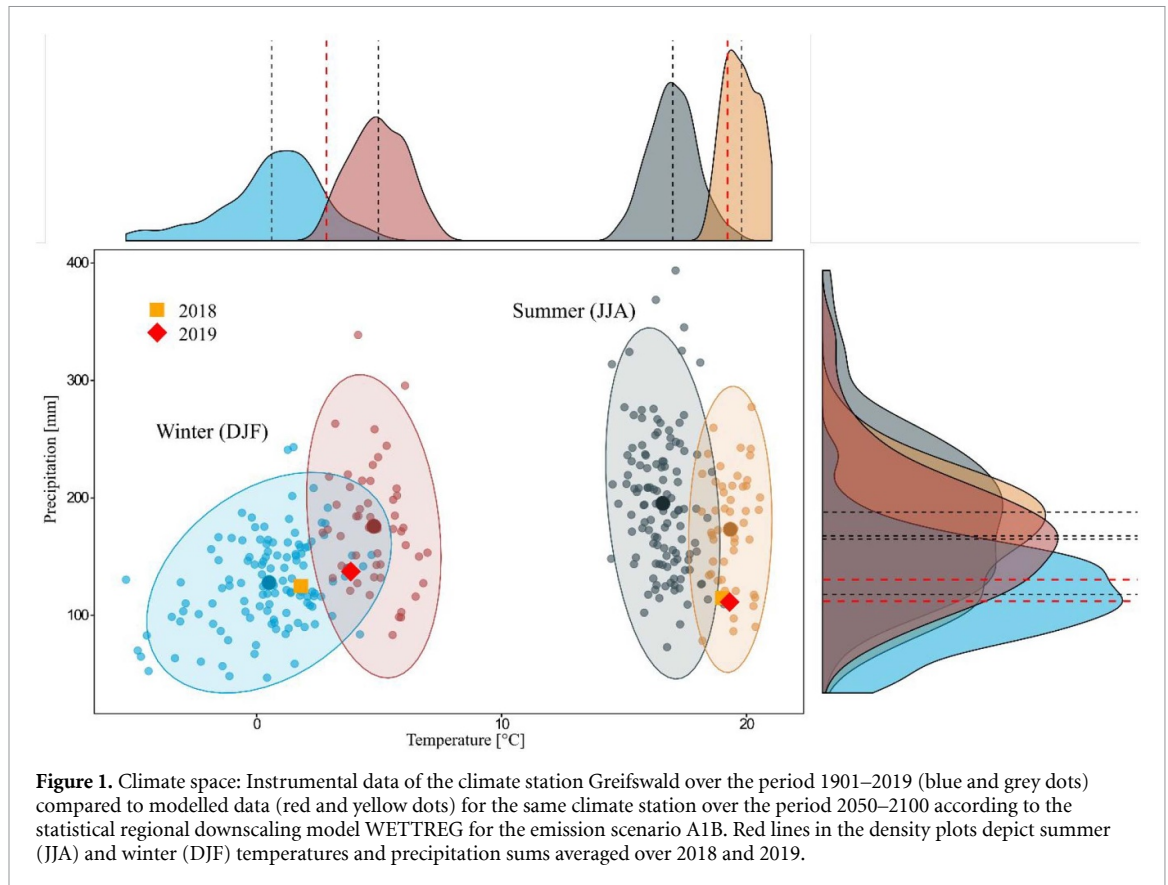 400
300
200
100
Precipitation [mm]
2018
2019
Winter (DJF)
Summer (JJA)
0
10
20
Temperature [°C]
Figure 1. Climate space: Instrumental data of the climate station Greifswald over the period 1901–2019 (blue and grey dots)
compared to modelled data (red and yellow dots) for the same climate station over the period 2050–2100 according to the
statistical regional downscaling model WETTREG for the emission scenario A1B. Red lines in the density plots depict summer
(JJA) and winter (DJF) temperatures and precipitation sums averaged over 2018 and 2019.